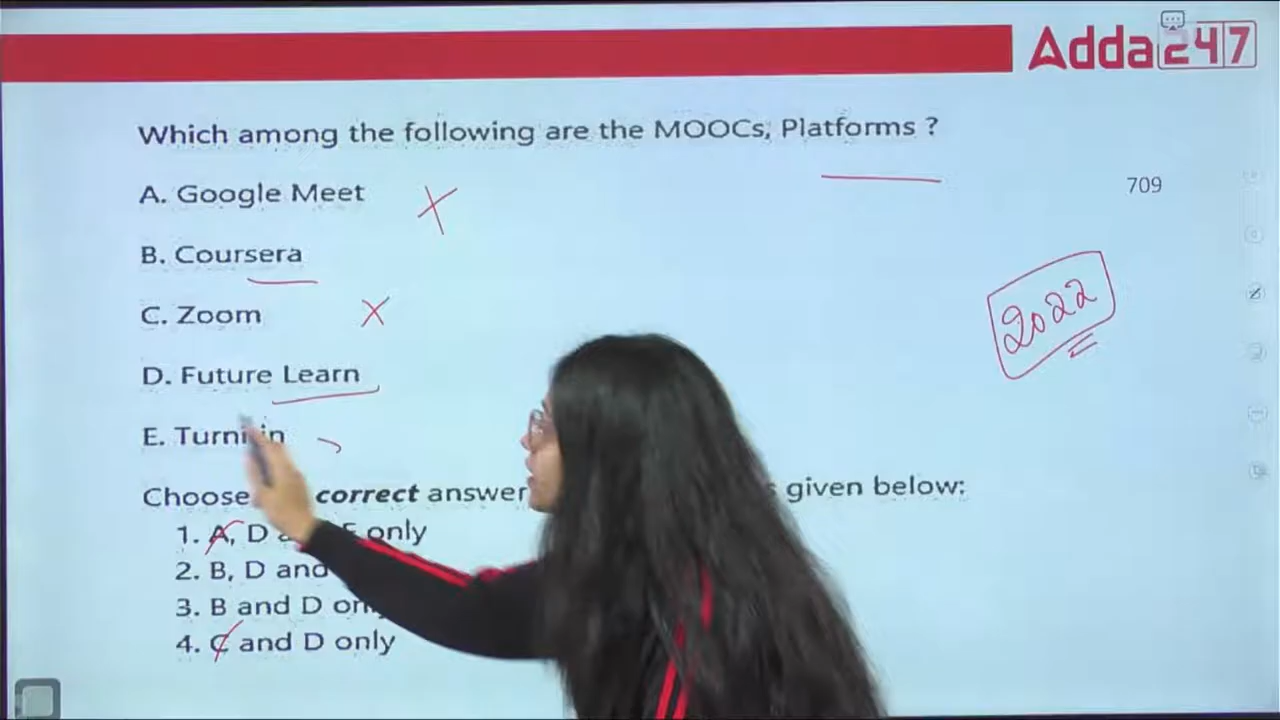 Adda247
Which among the following are the MOOCs, Platforms ?
A. Google Meet
709
B. Coursera
C. Zoom
2022
D. Future Learn
E.
Choose correct answer given below:
1. A, D only
2. B, D and
3. B and D
4. C and D only